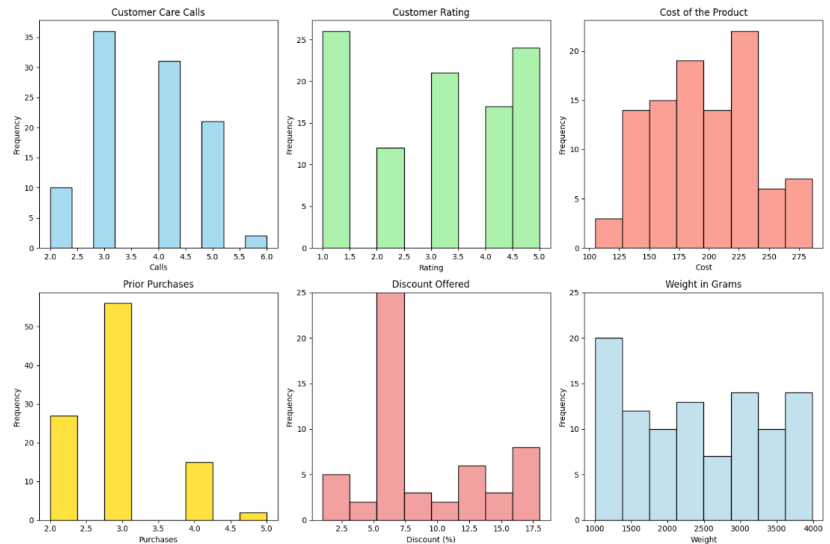 Customer Care Calls
35
30
25
20
15
10
5
0
Frequency
2.0 2.5 3.0 3.5 4.0 4.5 5.0 5.5 6.0
Calls
Customer Rating
25
20
15
10
5
0
Frequency
1.0 1.5 2.0 2.5 3.0 3.5 4.0 4.5 5.0
Rating
Cost of the Product
20
15
10
5
0
Frequency
100 125 150 175 200 225 250 275
Cost
Prior Purchases
50
40
30
20
10
0
Frequency
2.0 2.5 3.0 3.5 4.0 4.5 5.0
Purchases
Discount Offered
25
20
15
10
5
0
Frequency
2.5 5.0 7.5 10.0 12.5 15.0 17.5
Discount (%)
Weight in Grams
25
20
15
10
5
0
Frequency
1000 1500 2000 2500 3000 3500 4000
Weight